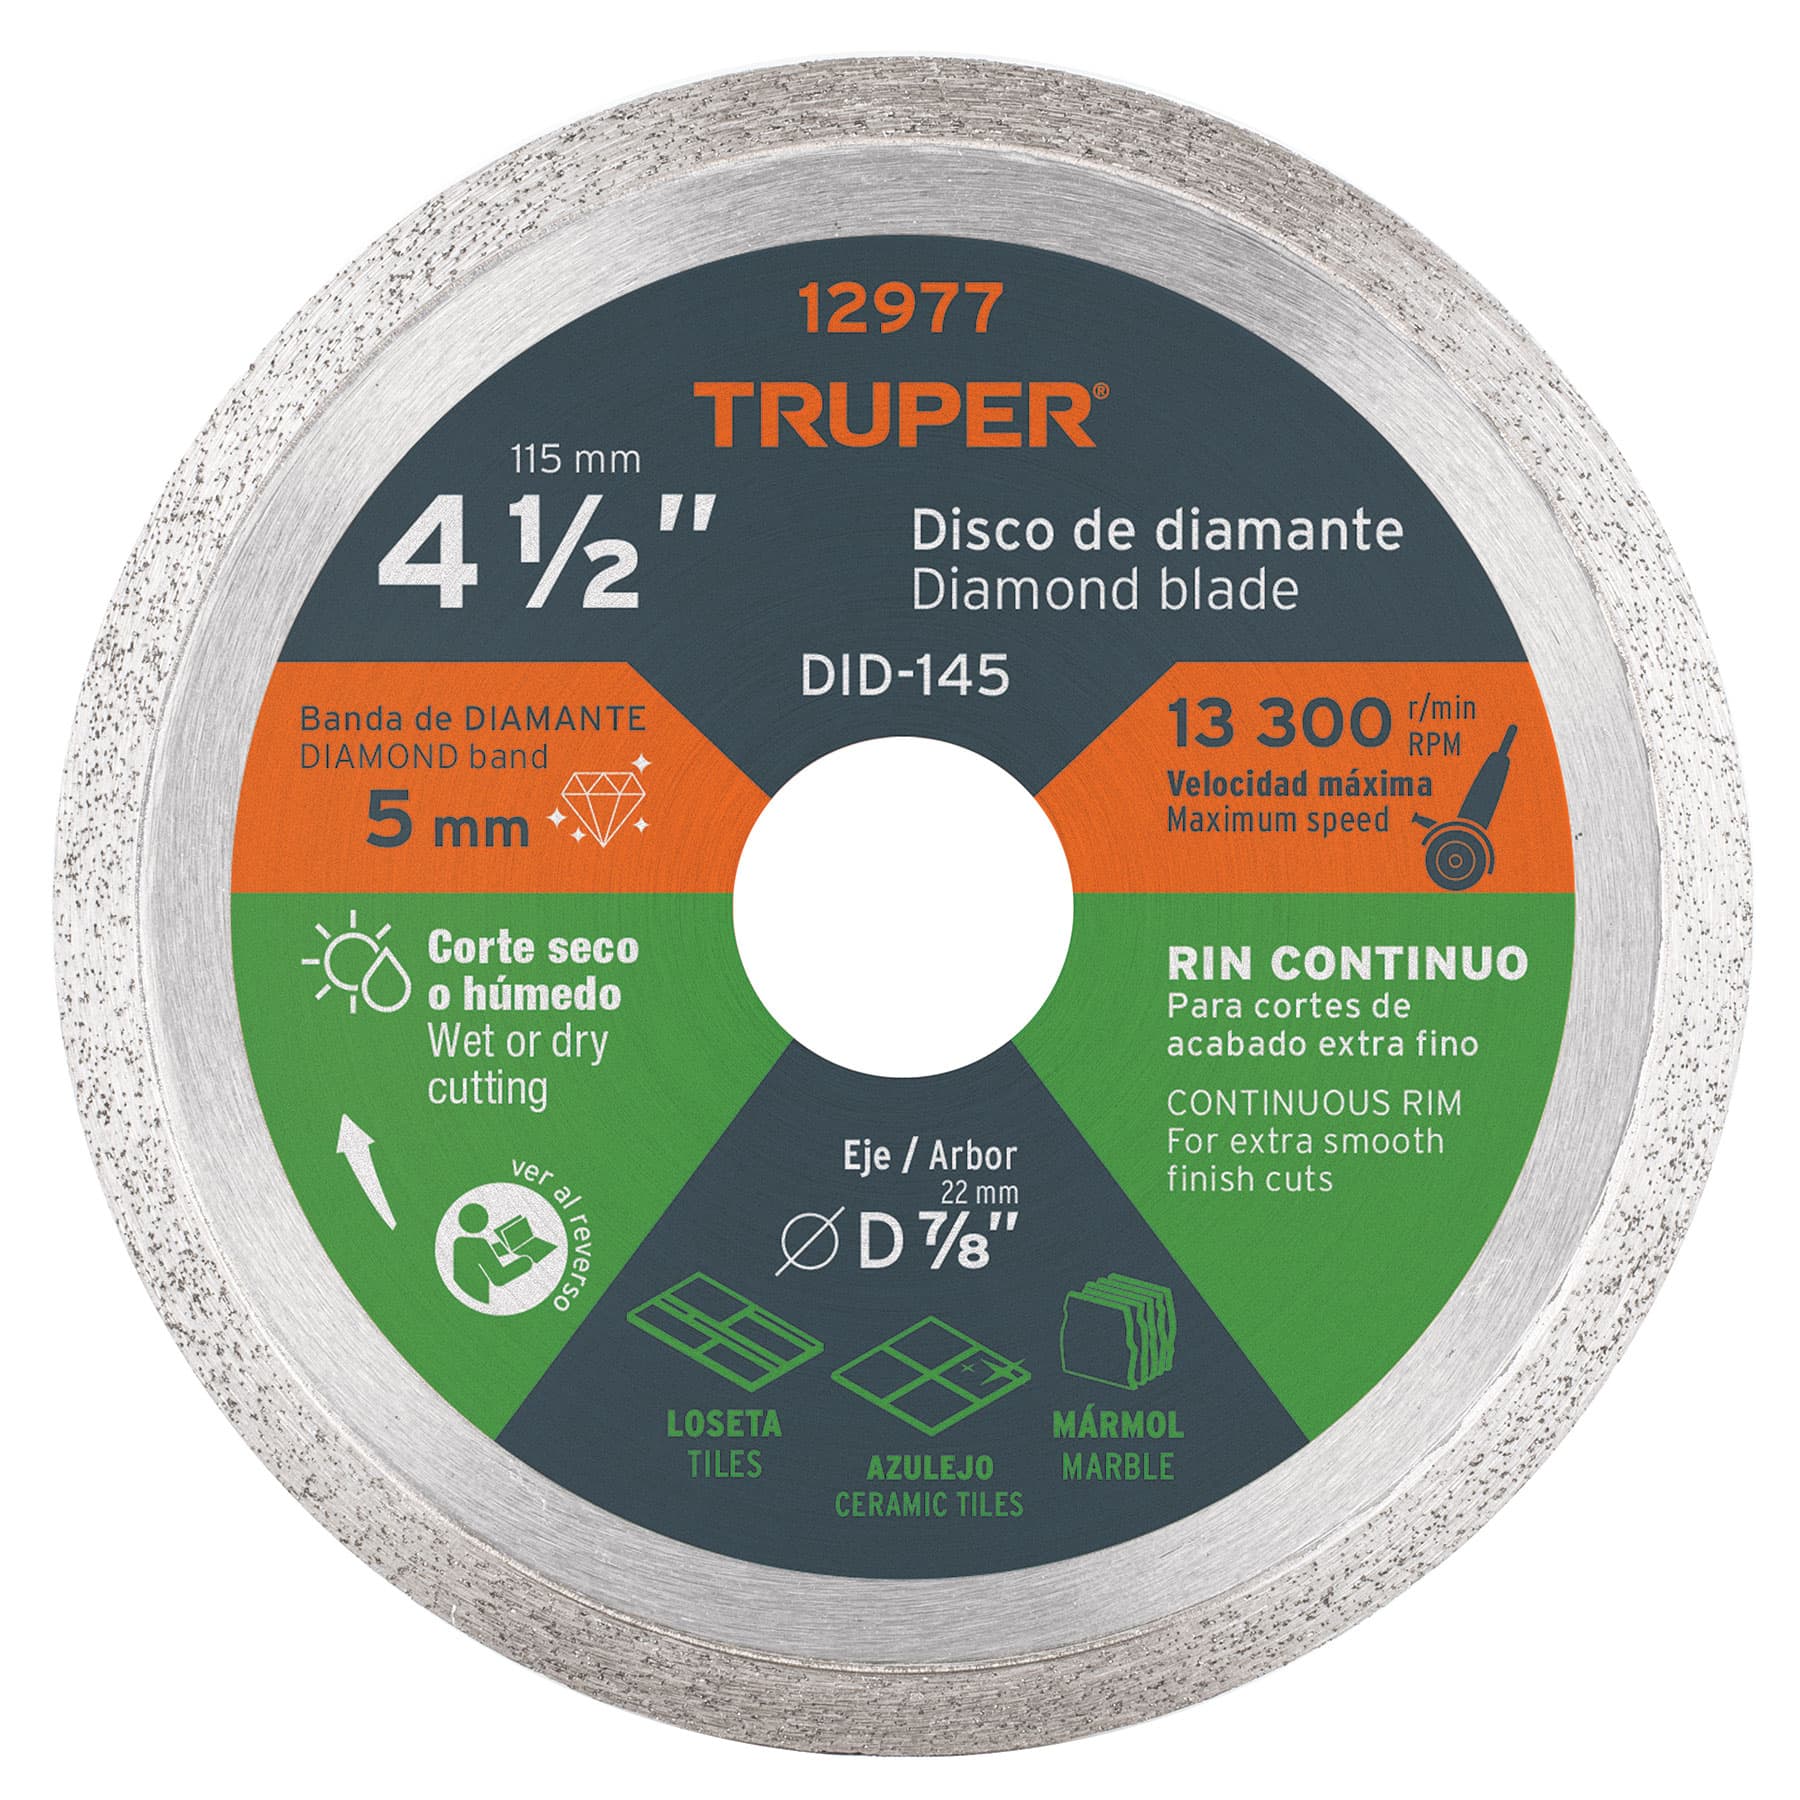 12977
TRUPER®
115 mm
4 ½"
Disco de diamante
Diamond blade
DID-145
Banda de DIAMANTE
DIAMOND band
5 mm
13 300 r/min
RPM
Velocidad máxima
Maximum speed
Corte seco
o húmedo
Wet or dry
cutting
ver al reverso
RIN CONTINUO
Para cortes de
acabado extra fino
CONTINUOUS RIM
For extra smooth
finish cuts
Eje / Arbor
22 mm
Ø D ⅞"
LOSETA
TILES
AZULEJO
CERAMIC TILES
MÁRMOL
MARBLE